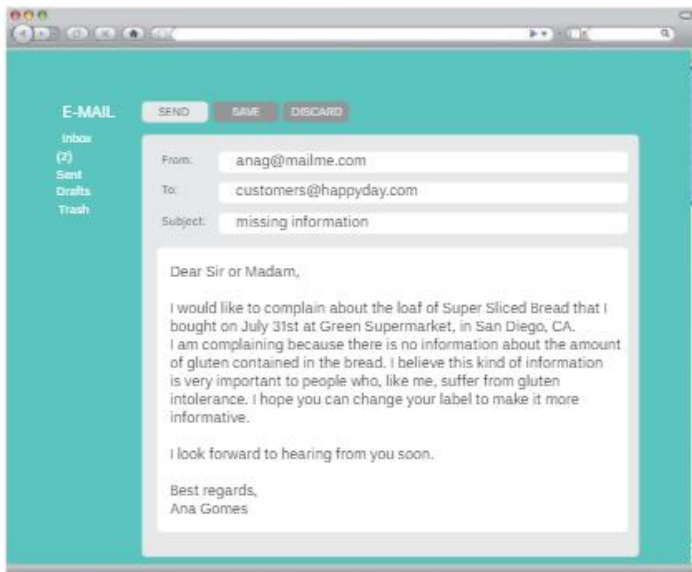 E-MAIL
Inbox
(2)
Sent
Drafts
Trash
SEND SAVE DISCARD
From: anag@mailme.com
To: customers@happyday.com
Subject: missing information
Dear Sir or Madam,
I would like to complain about the loaf of Super Sliced Bread that I
bought on July 31st at Green Supermarket, in San Diego, CA.
I am complaining because there is no information about the amount
of gluten contained in the bread. I believe this kind of information
is very important to people who, like me, suffer from gluten
intolerance. I hope you can change your label to make it more
informative.
I look forward to hearing from you soon.
Best regards,
Ana Gomes